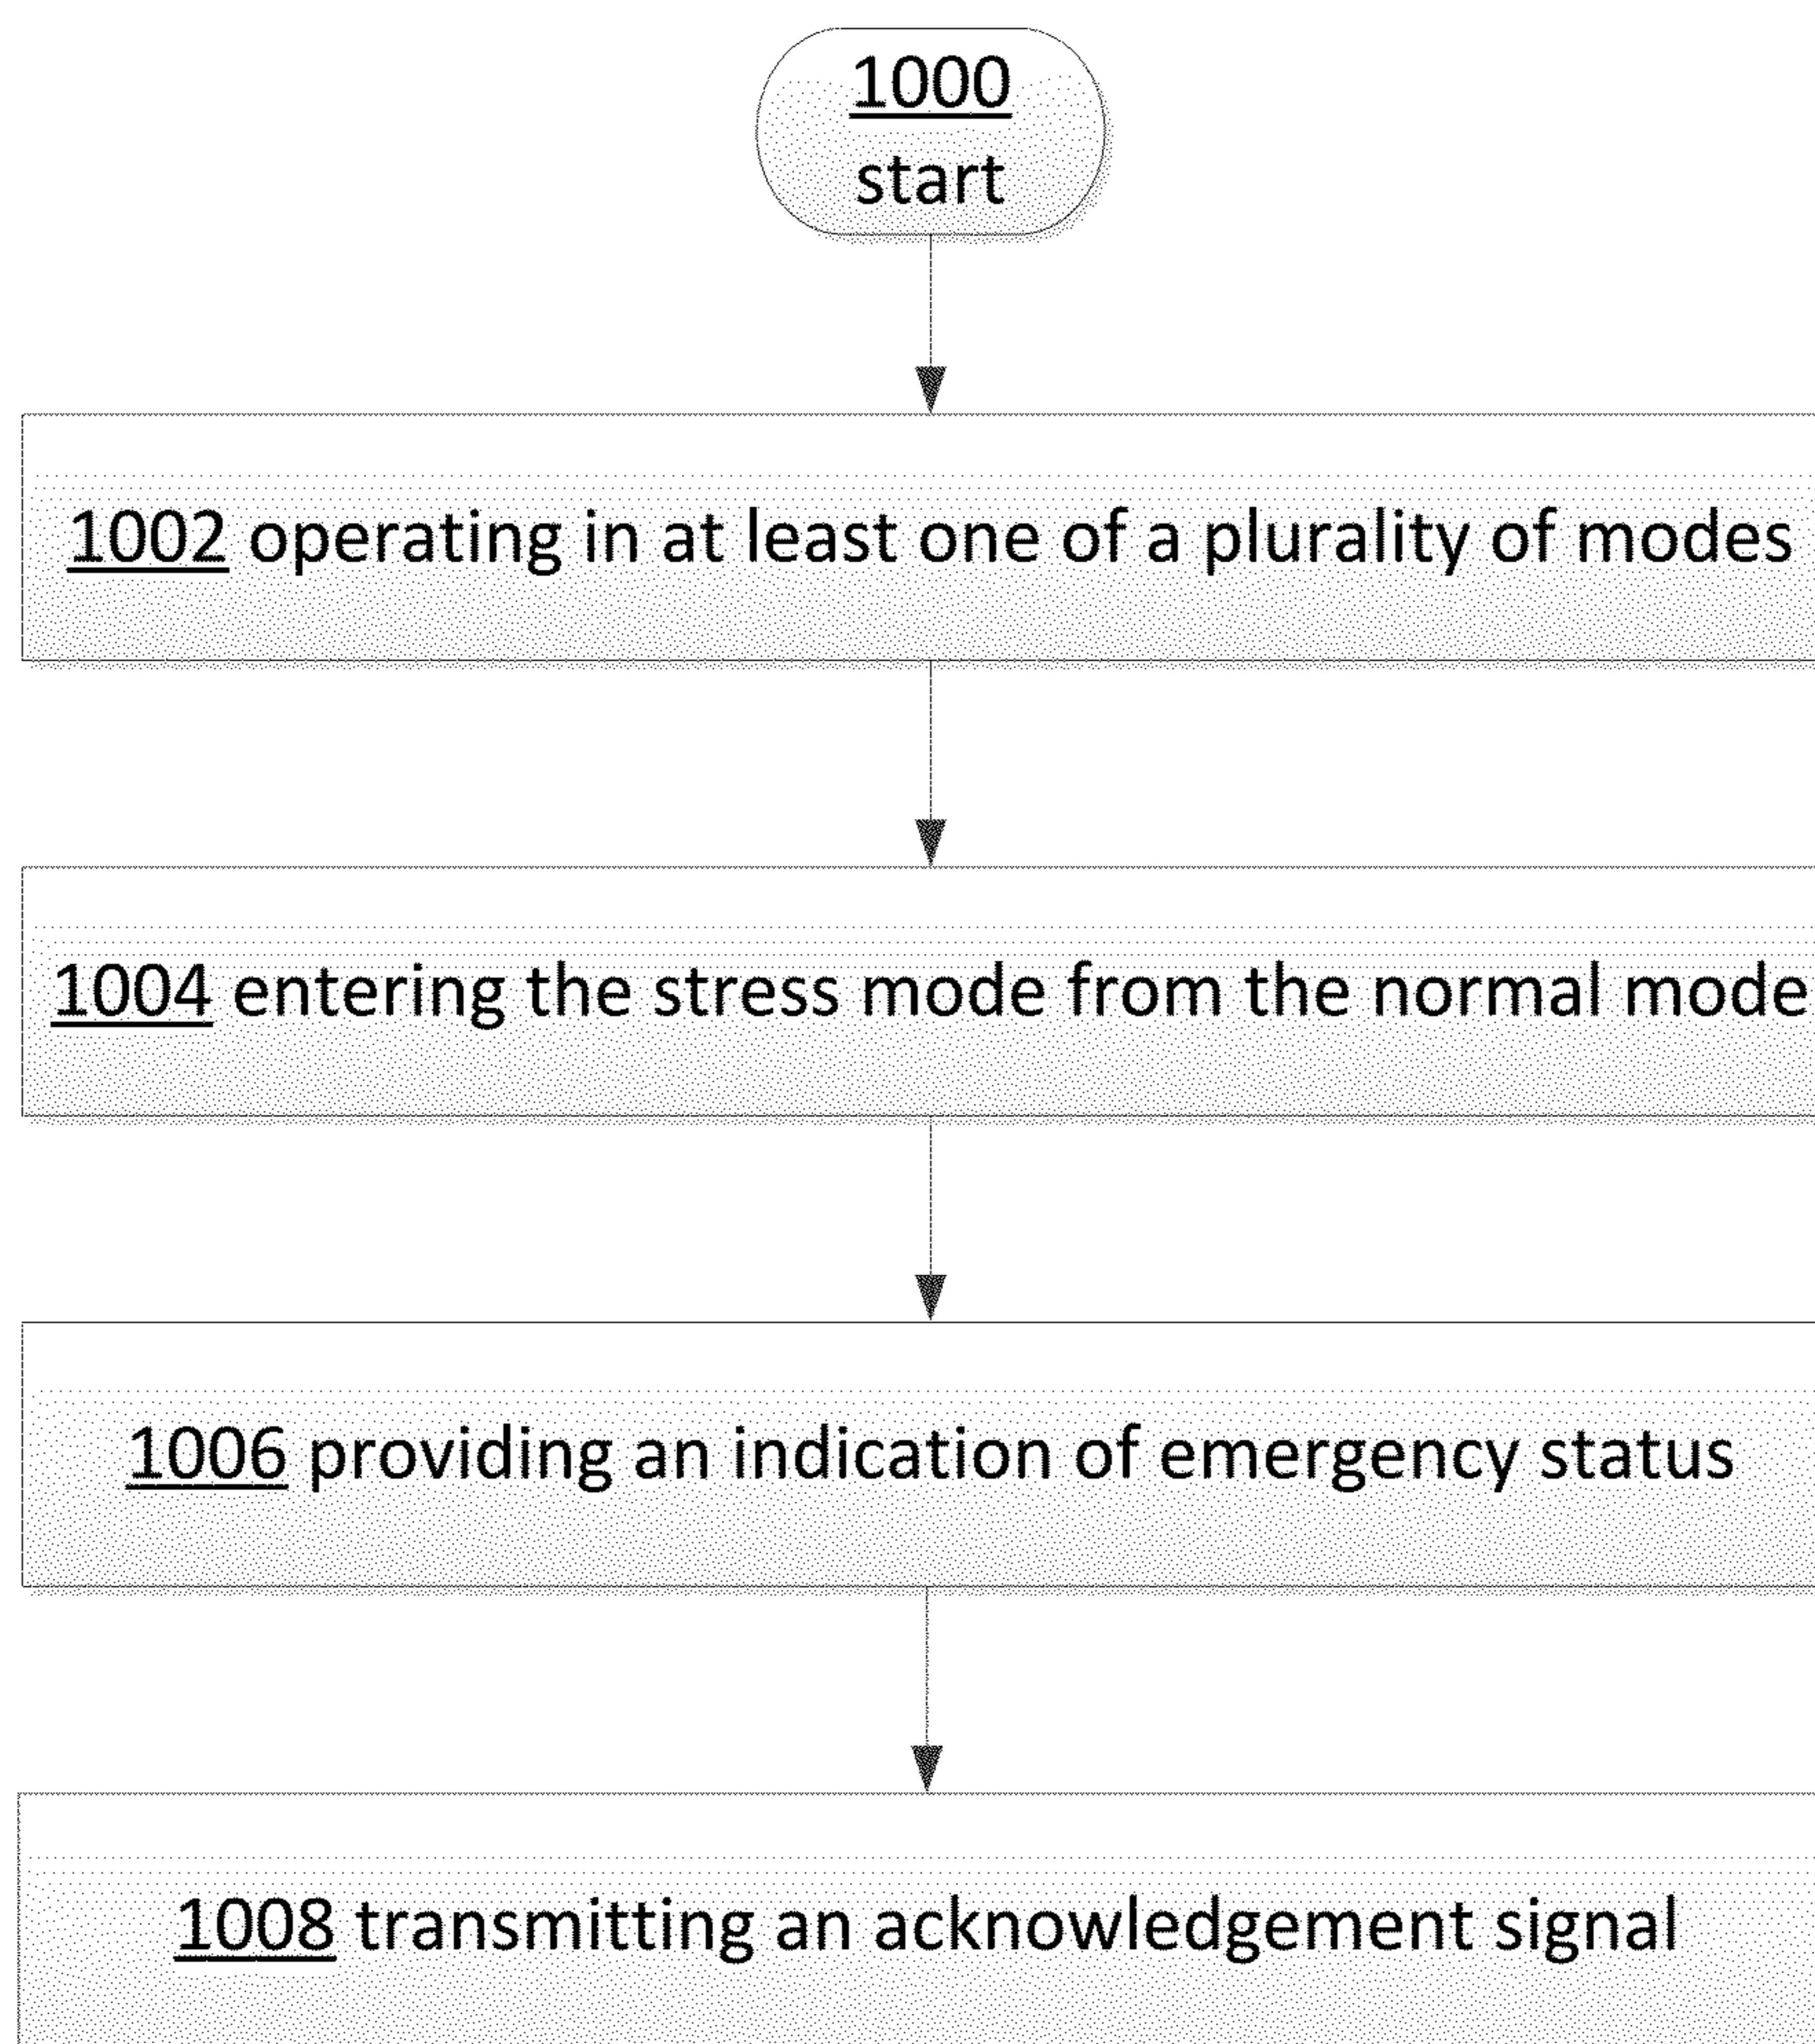 1000
start
1002 operating in at least one of a plurality of modes
1004 entering the stress mode from the normal mode
1006 providing an indication of emergency status
1008 transmitting an acknowledgement signal